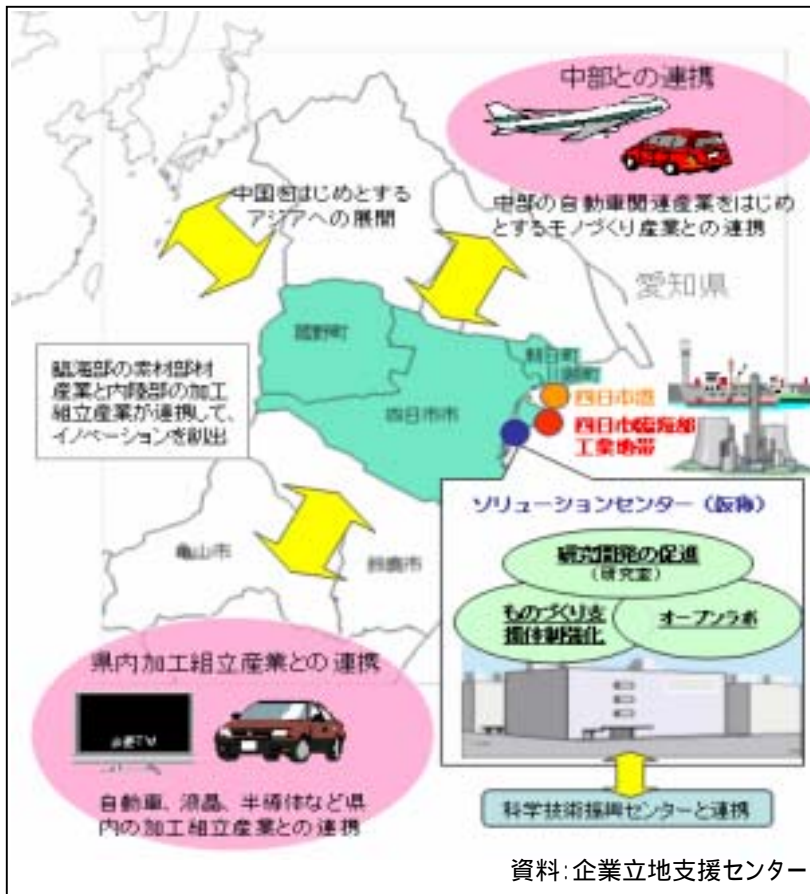 中部との連携
中国をはじめとする
アジアへの展開
中部の自動車関連産業をはじめ
とするモノづくり産業との連携
愛知県
菰野町
朝日町
四日市市
四日市港
四日市臨海部
工業地帯
臨海部の素材部材
産業と内陸部の加工
組立産業が連携して、
イノベーションを創出
亀山市
鈴鹿市
ソリューションセンター（仮称）
研究開発の促進
（研究室）
ものづくり支
援体制強化
オープンラボ
県内加工組立産業との連携
自動車、液晶、半導体など県
内の加工組立産業との連携
科学技術振興センターと連携
資料：企業立地支援センター